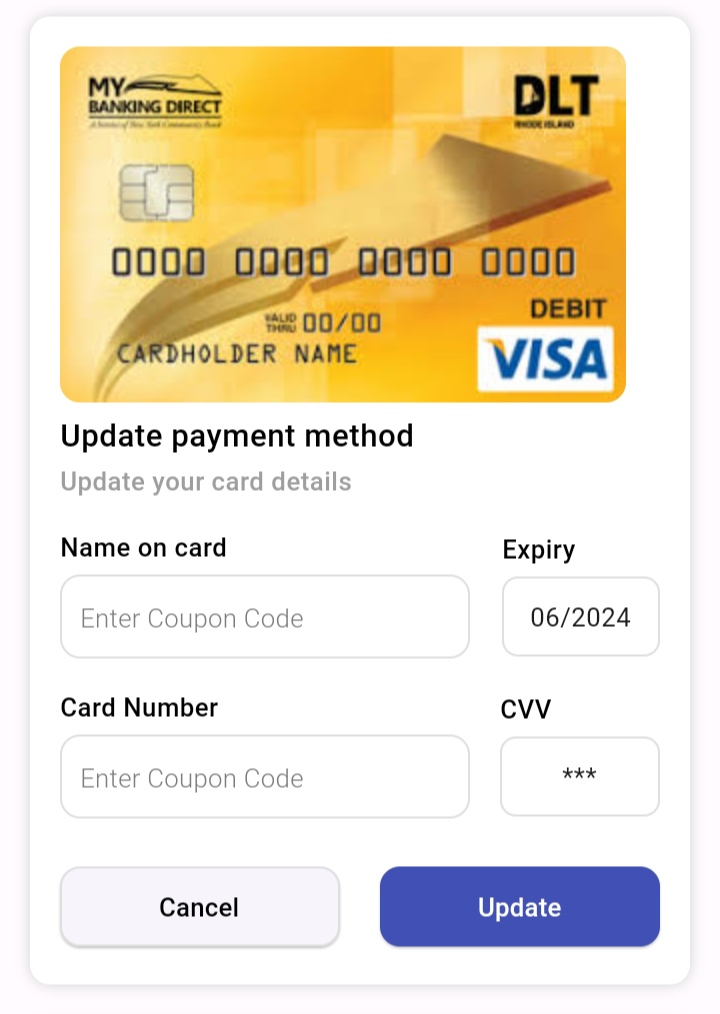 MY
BANKING DIRECT
A Service of New York Community Bank
DLT
RHODE ISLAND
0000 0000 0000 0000
VALID THRU 00/00
CARDHOLDER NAME
DEBIT
VISA
Update payment method
Update your card details
Name on card
Expiry
Enter Coupon Code
06/2024
Card Number
CVV
Enter Coupon Code
***
Cancel
Update